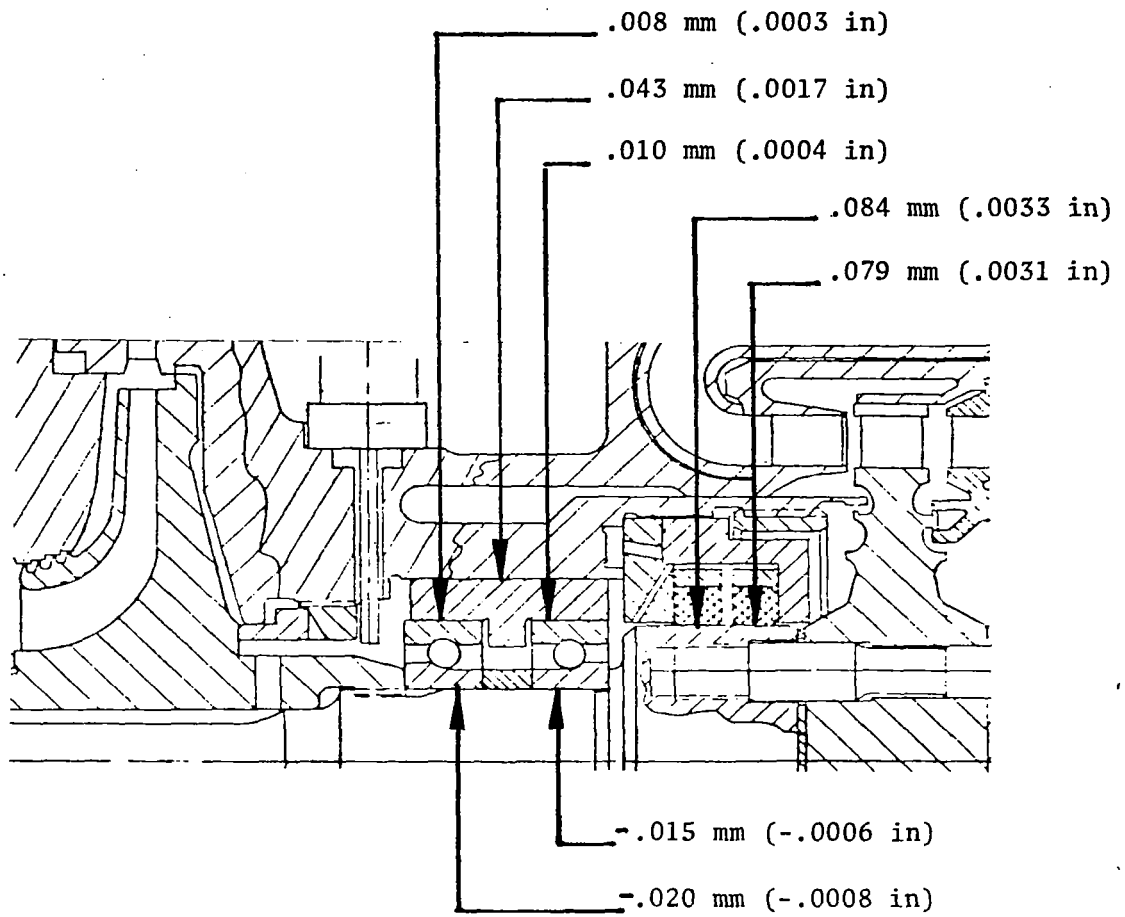 .008 mm (.0003 in)
.043 mm (.0017 in)
.010 mm (.0004 in)
.084 mm (.0033 in)
.079 mm (.0031 in)
-.015 mm (-.0006 in)
-.020 mm (-.0008 in)